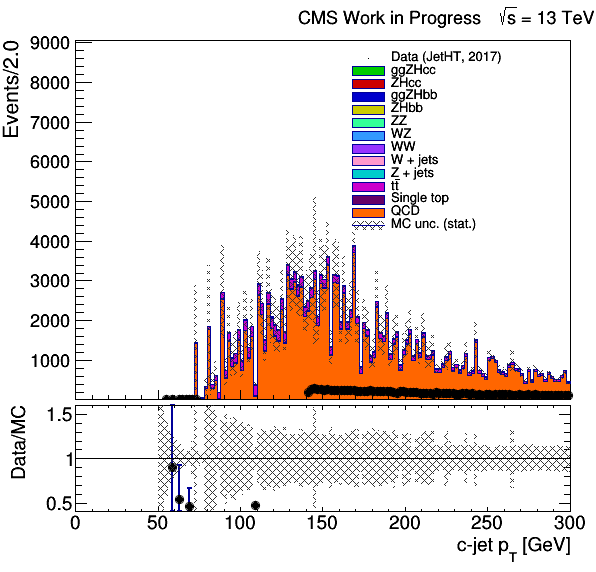 CMS Work in Progress √s = 13 TeV
Events/2.0
9000
8000
7000
6000
5000
4000
3000
2000
1000
Data (JetHT, 2017)
ggZHcc
ZHcc
ggZHbb
ZHbb
ZZ
WZ
WW
W + jets
Z + jets
tt̄
Single top
QCD
MC unc. (stat.)
Data/MC
1.5
1
0.5
0 50 100 150 200 250 300
c-jet p_T [GeV]